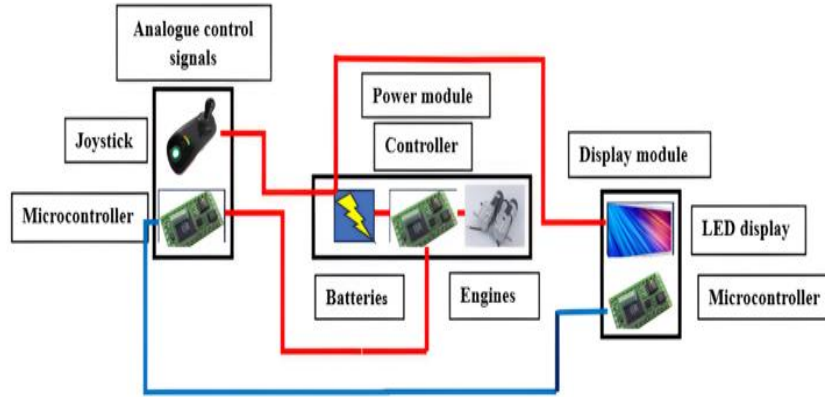 Analogue control
signals
Power module
Joystick
Controller
Display module
Microcontroller
LED display
Batteries
Engines
Microcontroller